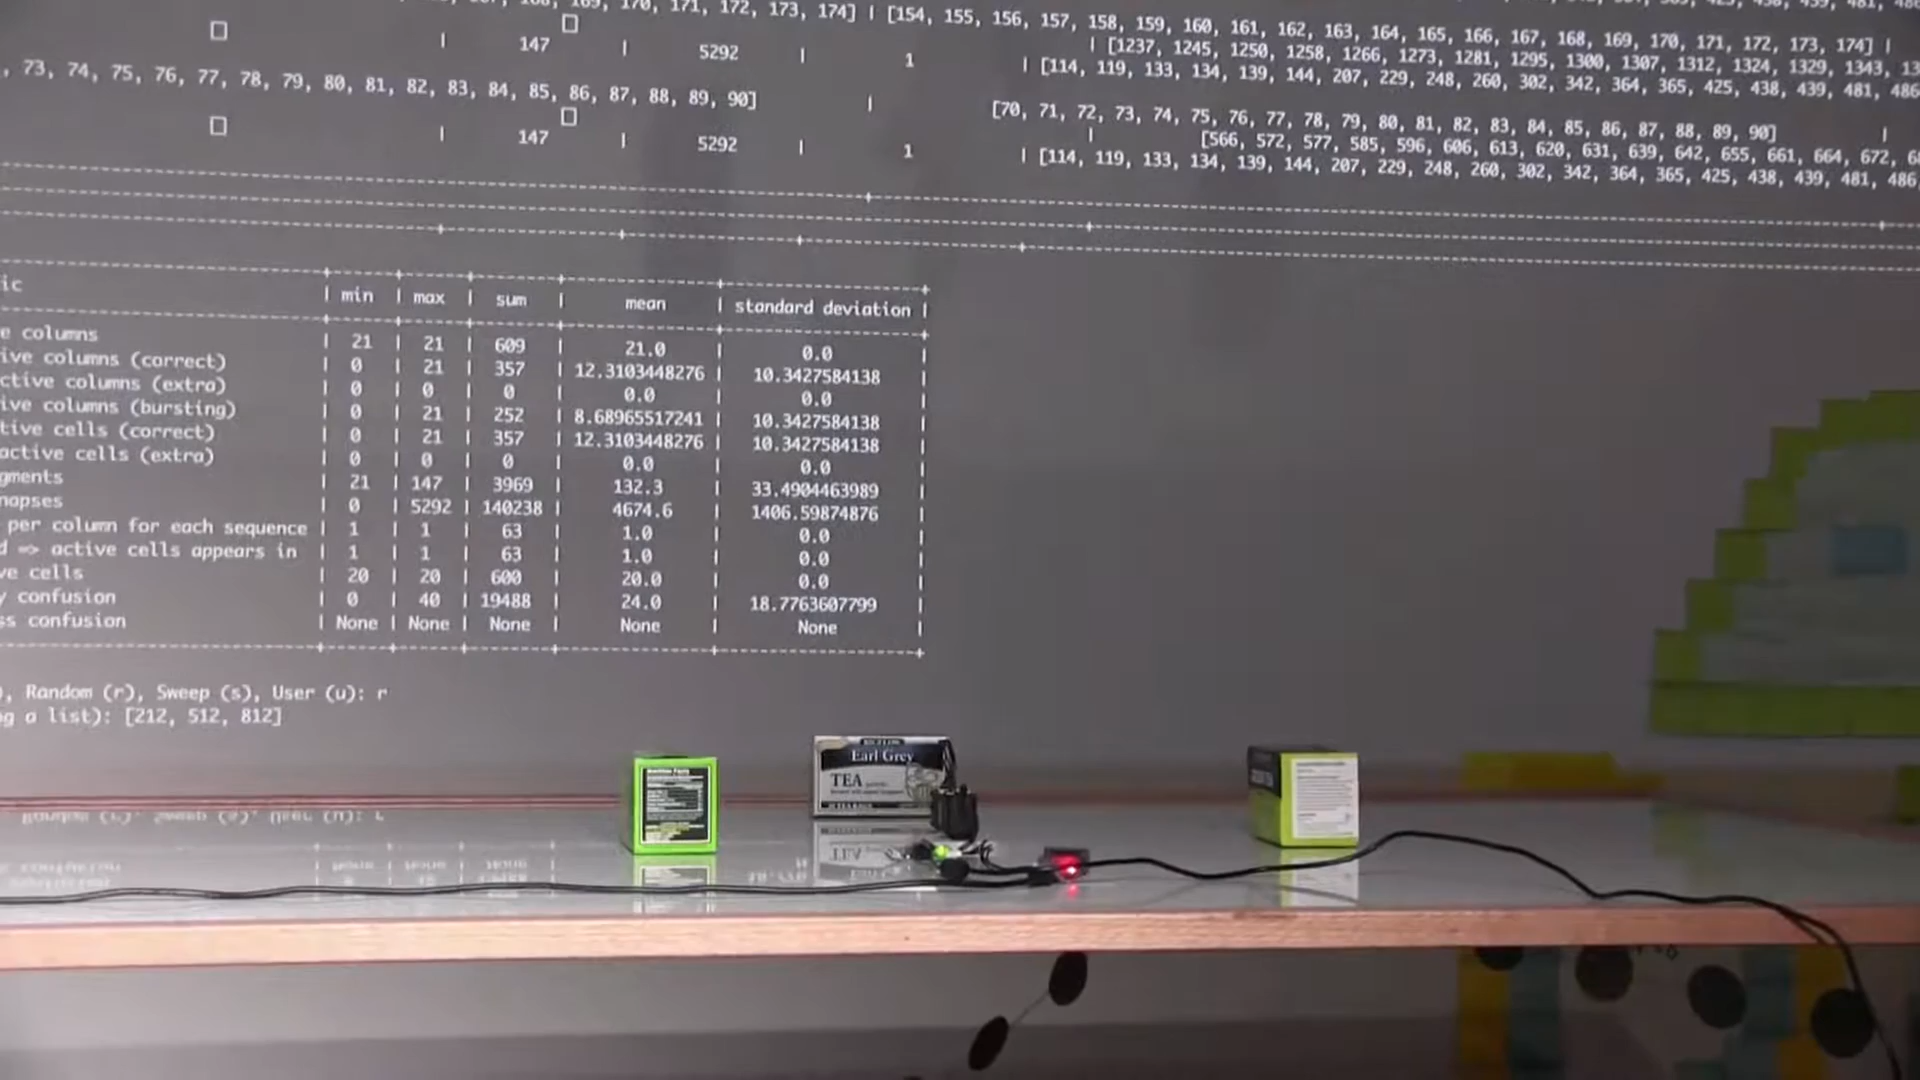 170, 171, 172, 173, 174] | [154, 155, 156, 157, 158, 159, 160, 161, 162, 163, 164, 165, 166, 167, 168, 169, 170, 171, 172, 173, 174] |
| 147 | 5292 | 1 | [1237, 1245, 1250, 1258, 1266, 1273, 1281, 1295, 1300, 1307, 1312, 1324, 1329, 1343,
| [114, 119, 133, 134, 139, 144, 207, 229, 248, 260, 302, 342, 364, 365, 425, 438, 439, 481, 486
, 73, 74, 75, 76, 77, 78, 79, 80, 81, 82, 83, 84, 85, 86, 87, 88, 89, 90] | [70, 71, 72, 73, 74, 75, 76, 77, 78, 79, 80, 81, 82, 83, 84, 85, 86, 87, 88, 89, 90] |
| [566, 572, 577, 585, 596, 606, 613, 620, 631, 639, 642, 655, 661, 664, 672,
| 147 | 5292 | 1 | [114, 119, 133, 134, 139, 144, 207, 229, 248, 260, 302, 342, 364, 365, 425, 438, 439, 481, 486
ic | min | max | sum | mean | standard deviation |
e columns | 21 | 21 | 609 | 21.0 | 0.0 |
ive columns (correct) | 0 | 21 | 357 | 12.3103448276 | 10.3427584138 |
ctive columns (extra) | 0 | 0 | 0 | 0.0 | 0.0 |
ive columns (bursting) | 0 | 21 | 252 | 8.68965517241 | 10.3427584138 |
tive cells (correct) | 0 | 21 | 357 | 12.3103448276 | 10.3427584138 |
active cells (extra) | 0 | 0 | 0 | 0.0 | 0.0 |
gments | 21 | 147 | 3969 | 132.3 | 33.4904463989 |
napses | 0 | 5292 | 140238 | 4674.6 | 1406.59874876 |
per column for each sequence | 1 | 1 | 63 | 1.0 | 0.0 |
d => active cells appears in | 1 | 1 | 63 | 1.0 | 0.0 |
ve cells | 20 | 20 | 600 | 20.0 | 0.0 |
y confusion | 0 | 40 | 19488 | 24.0 | 18.7763607799 |
ss confusion | None | None | None | None | None |
), Random (r), Sweep (s), User (u): r
g a list): [212, 512, 812]
Earl Grey
TEA
Nutrition Facts